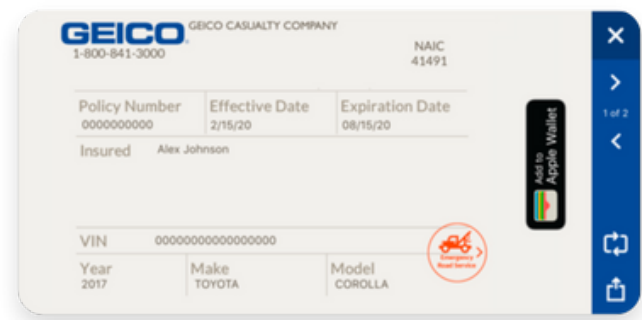 GEICO GEICO CASUALTY COMPANY
1-800-841-3000
NAIC
41491
Policy Number Effective Date Expiration Date
0000000000 2/15/20 08/15/20
Insured Alex Johnson
VIN 00000000000000000
Year Make Model
2017 TOYOTA COROLLA
Emergency
Road Service
Add to
Apple Wallet
1 of 2